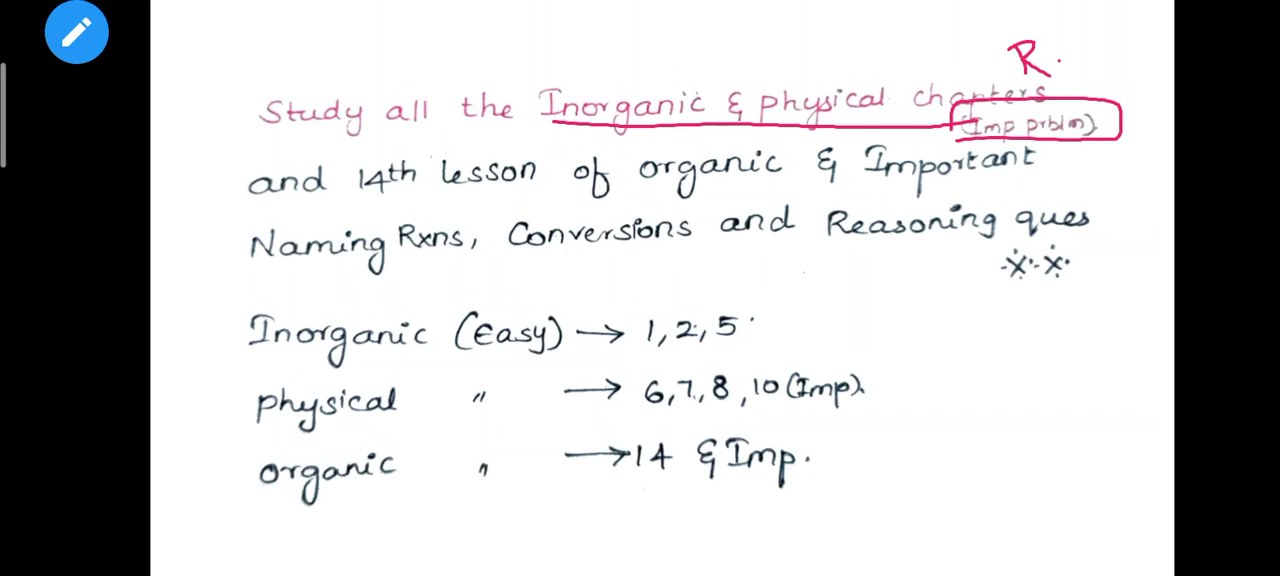 R.
Study all the Inorganic & physical chapters
(Imp prblm)
and 14th lesson of organic & Important
Naming Rxns, Conversions and Reasoning ques
Inorganic (Easy) → 1, 2, 5
physical " → 6, 7, 8, 10 (Imp).
organic " → 14 & Imp.